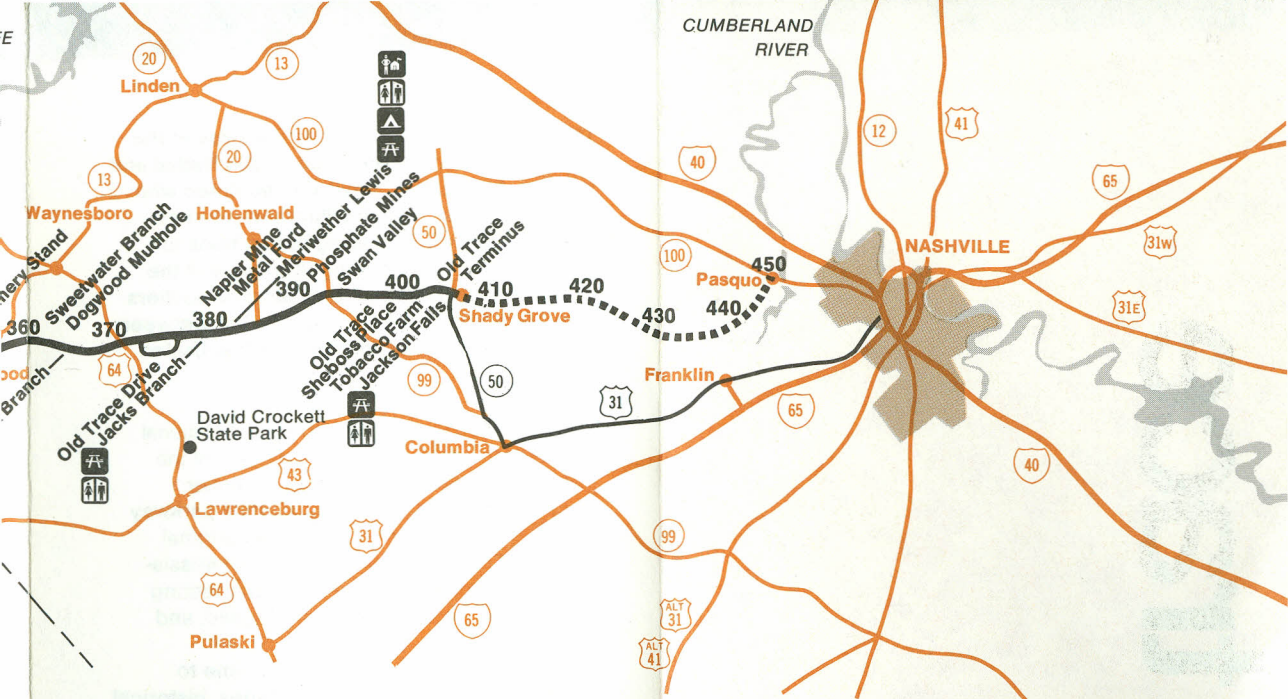 CUMBERLAND
RIVER
20
13
Linden
12
41
100
20
40
65
13
Waynesboro
Hohenwald
50
31W
Sweetwater Branch
Dogwood Mudhole
Napier Mine
Metal Ford
Meriwether Lewis
Phosphate Mines
Swan Valley
Old Trace
Terminus
NASHVILLE
100
Pasquo
450
31E
360
370
380
390
400
410
420
430
440
Shady Grove
64
Branch
Old Trace Drive
Jacks Branch
Old Trace
Sheboss Place
Tobacco Farm
Jackson Falls
99
50
Franklin
31
65
David Crockett
State Park
Columbia
43
40
Lawrenceburg
31
99
64
65
ALT
31
ALT
41
Pulaski